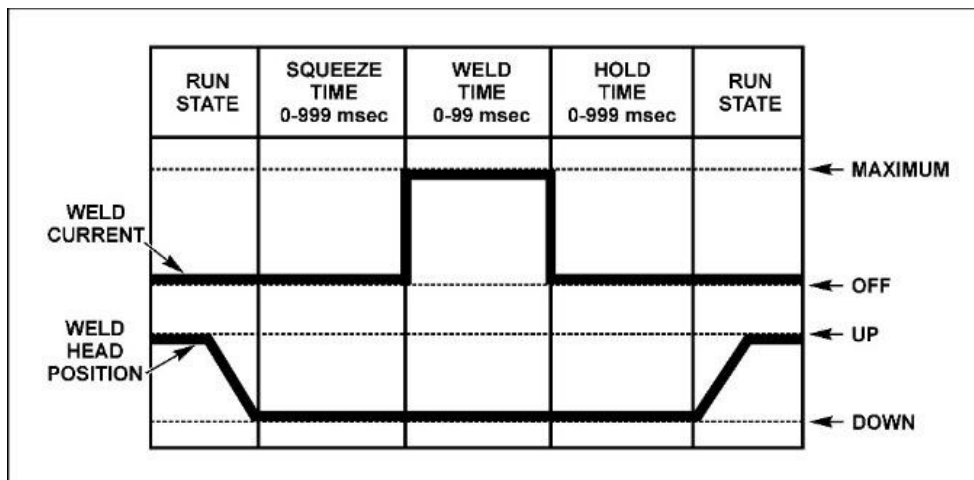 RUN
STATE
SQUEEZE
TIME
0-999 msec
WELD
TIME
0-99 msec
HOLD
TIME
0-999 msec
RUN
STATE
MAXIMUM
WELD
CURRENT
OFF
UP
WELD
HEAD
POSITION
DOWN